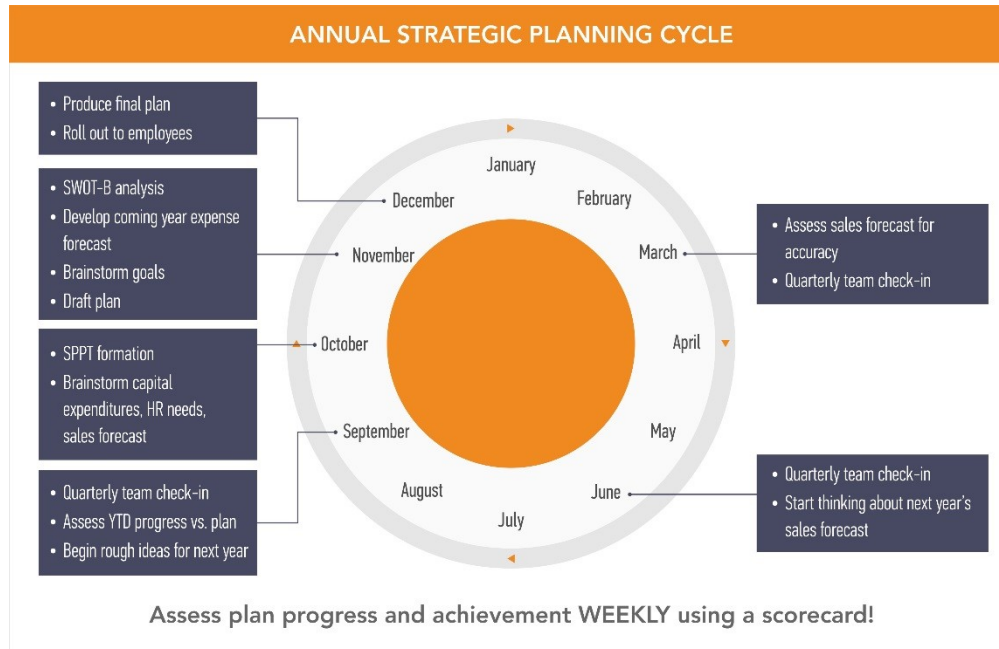 ANNUAL STRATEGIC PLANNING CYCLE
• Produce final plan
• Roll out to employees
• SWOT-B analysis
• Develop coming year expense
forecast
• Brainstorm goals
• Draft plan
• SPPT formation
• Brainstorm capital
expenditures, HR needs,
sales forecast
• Quarterly team check-in
• Assess YTD progress vs. plan
• Begin rough ideas for next year
January
February
March
April
May
June
July
August
September
October
November
December
• Assess sales forecast for
accuracy
• Quarterly team check-in
• Quarterly team check-in
• Start thinking about next year's
sales forecast
Assess plan progress and achievement WEEKLY using a scorecard!